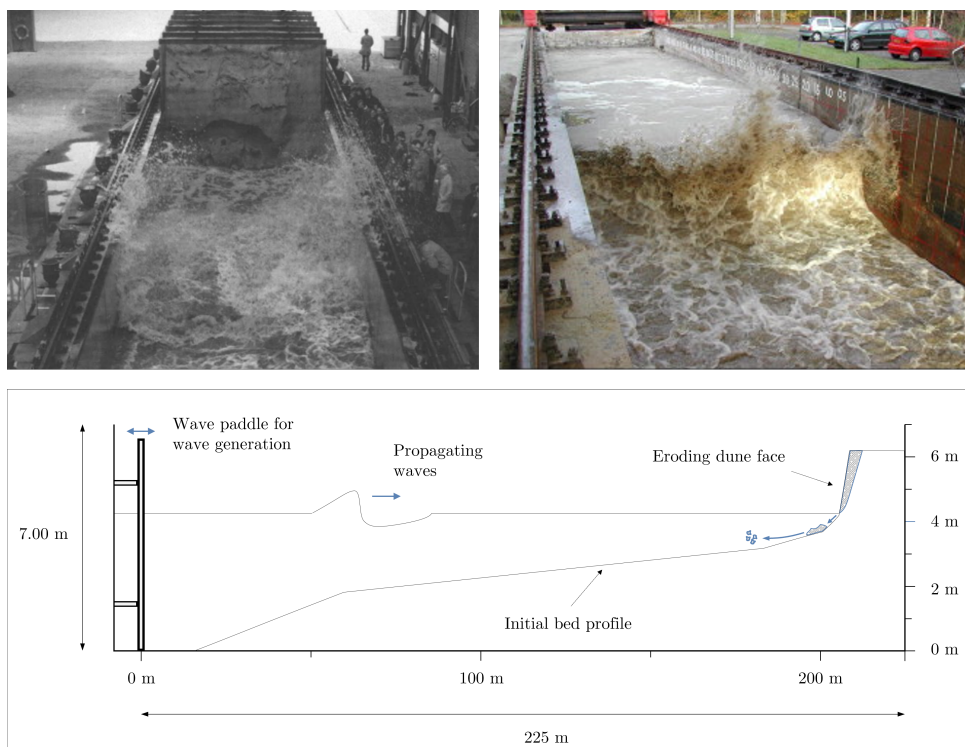 Wave paddle for
wave generation
Propagating
waves
Eroding dune face
7.00 m
6 m
4 m
2 m
0 m
Initial bed profile
0 m
100 m
200 m
225 m